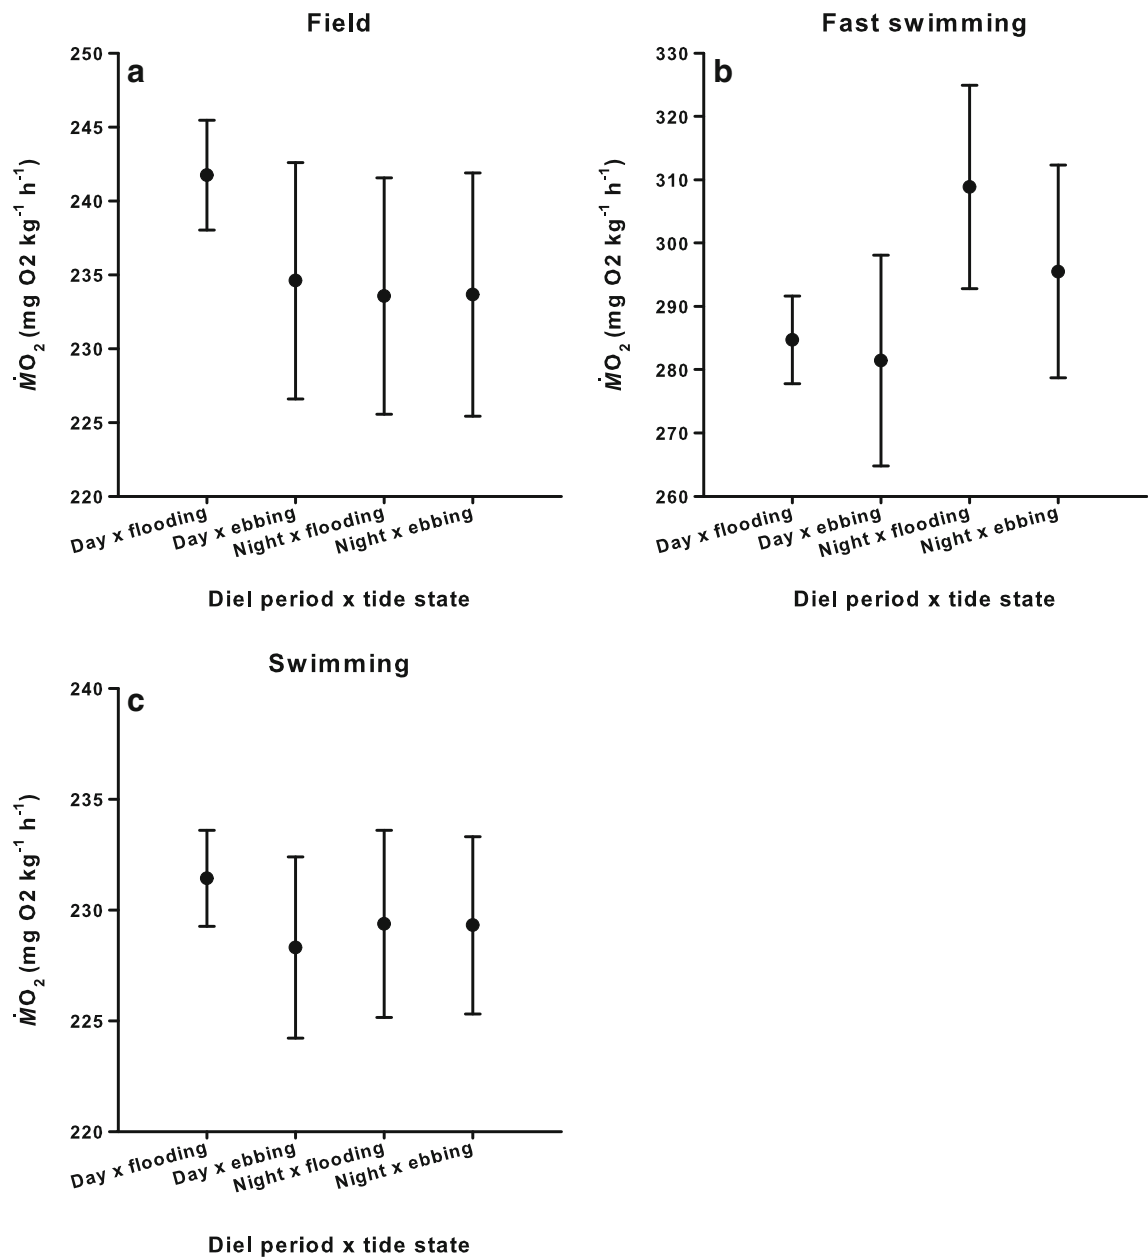 Field
a
ṀO₂ (mg O2 kg⁻¹ h⁻¹)
250
245
240
235
230
225
220
Day x flooding
Day x ebbing
Night x flooding
Night x ebbing
Diel period x tide state
Fast swimming
b
ṀO₂ (mg O2 kg⁻¹ h⁻¹)
330
320
310
300
290
280
270
260
Day x flooding
Day x ebbing
Night x flooding
Night x ebbing
Diel period x tide state
Swimming
c
ṀO₂ (mg O2 kg⁻¹ h⁻¹)
240
235
230
225
220
Day x flooding
Day x ebbing
Night x flooding
Night x ebbing
Diel period x tide state